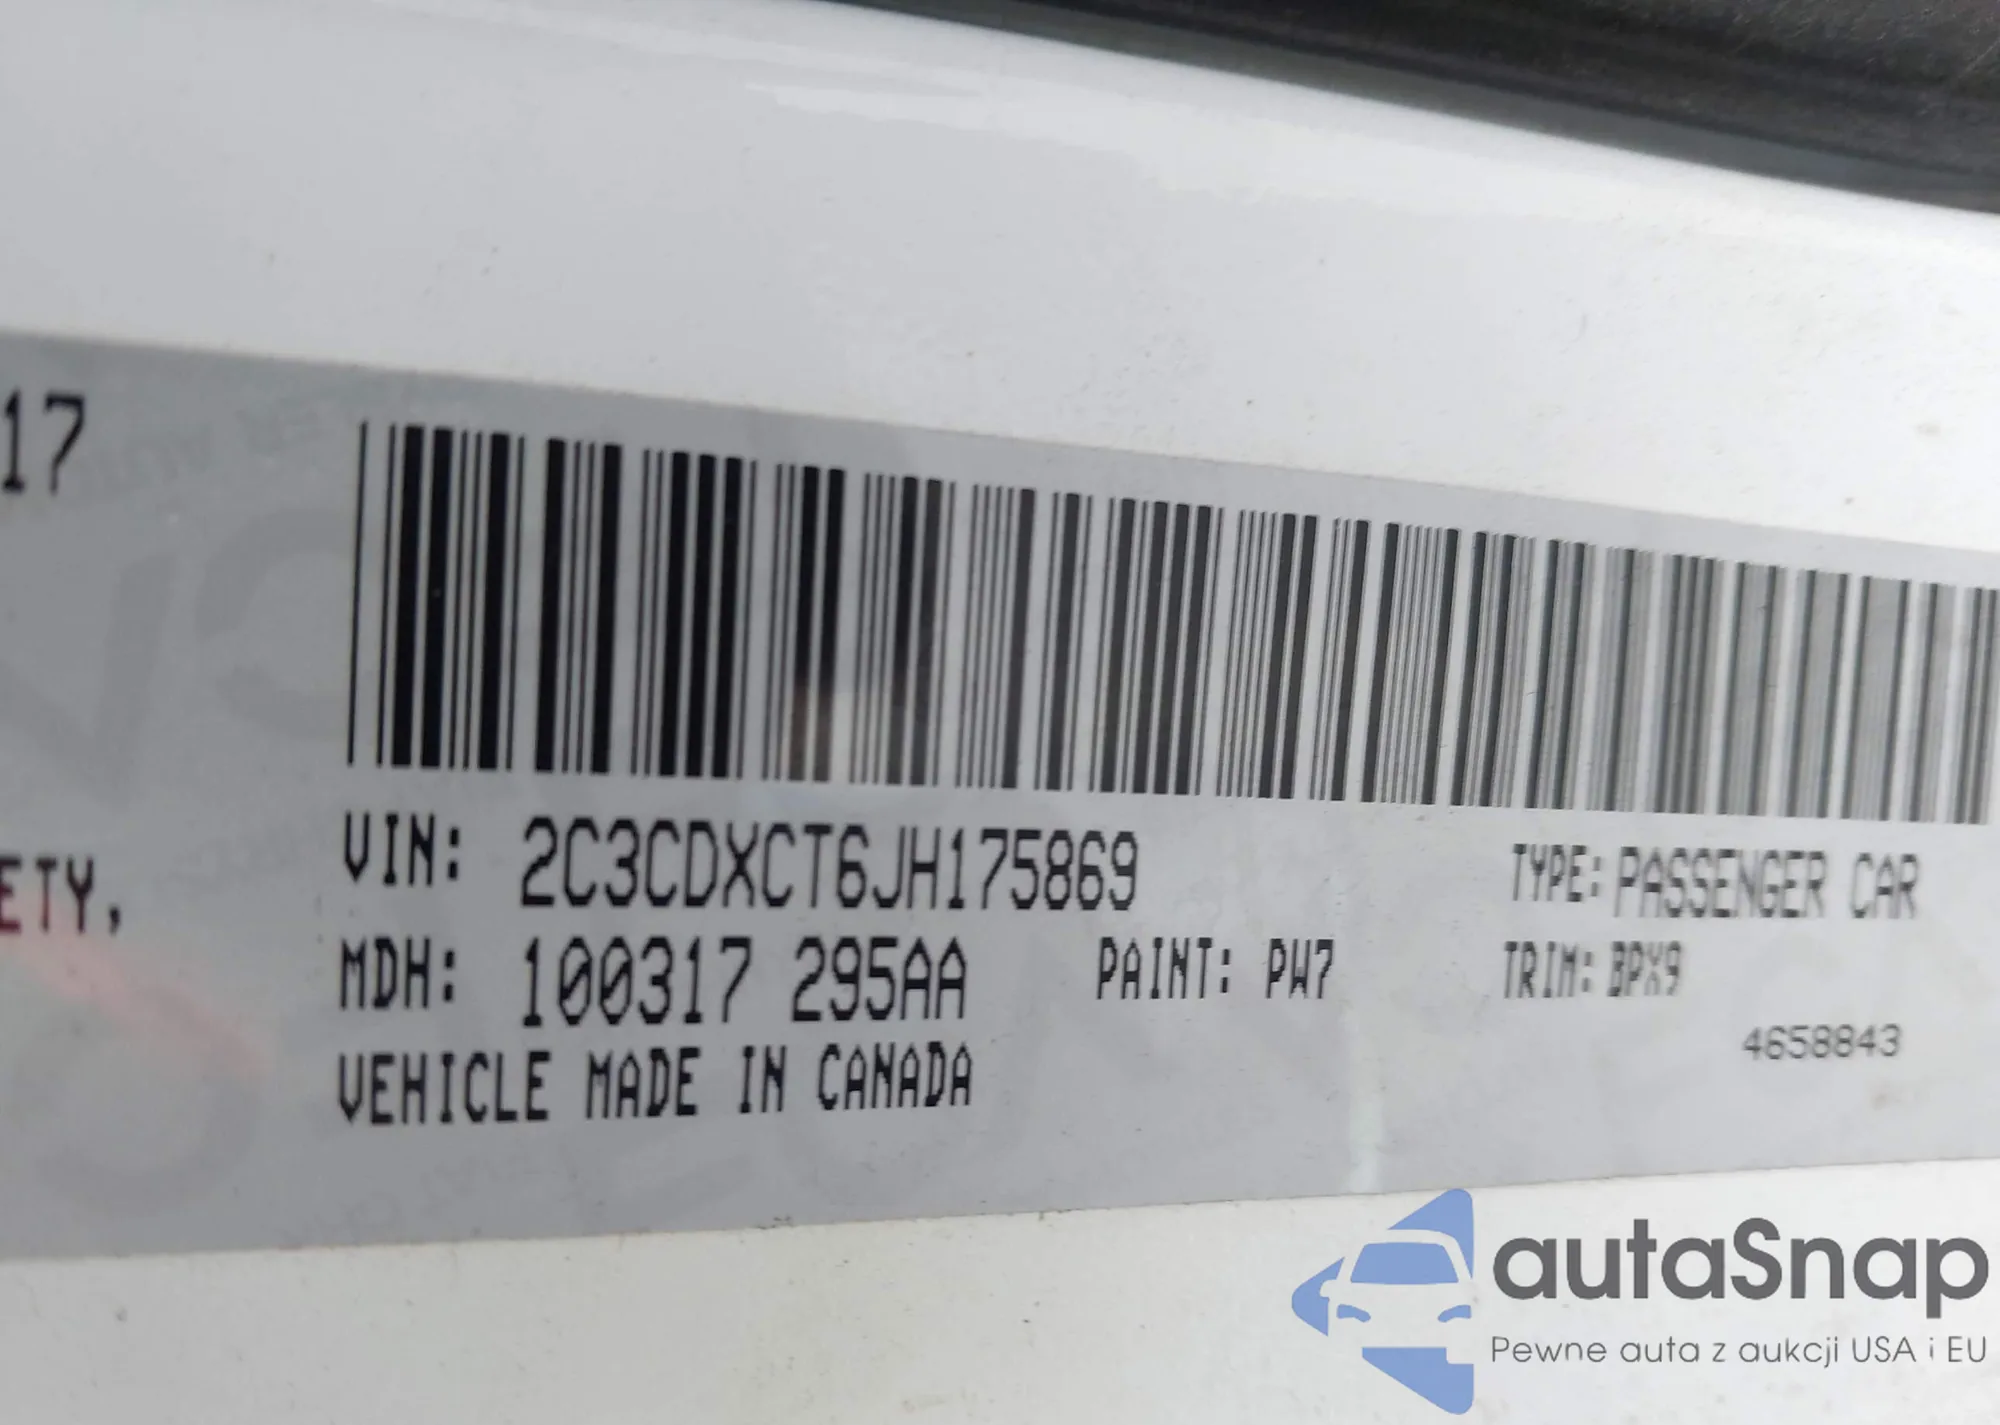 17
ETY,
VIN: 2C3CDXCT6JH175869 TYPE: PASSENGER CAR
MDH: 100317 295AA PAINT: PW7 TRIM: BPX9
VEHICLE MADE IN CANADA 4658843
autaSnap
Pewne auta z aukcji USA i EU